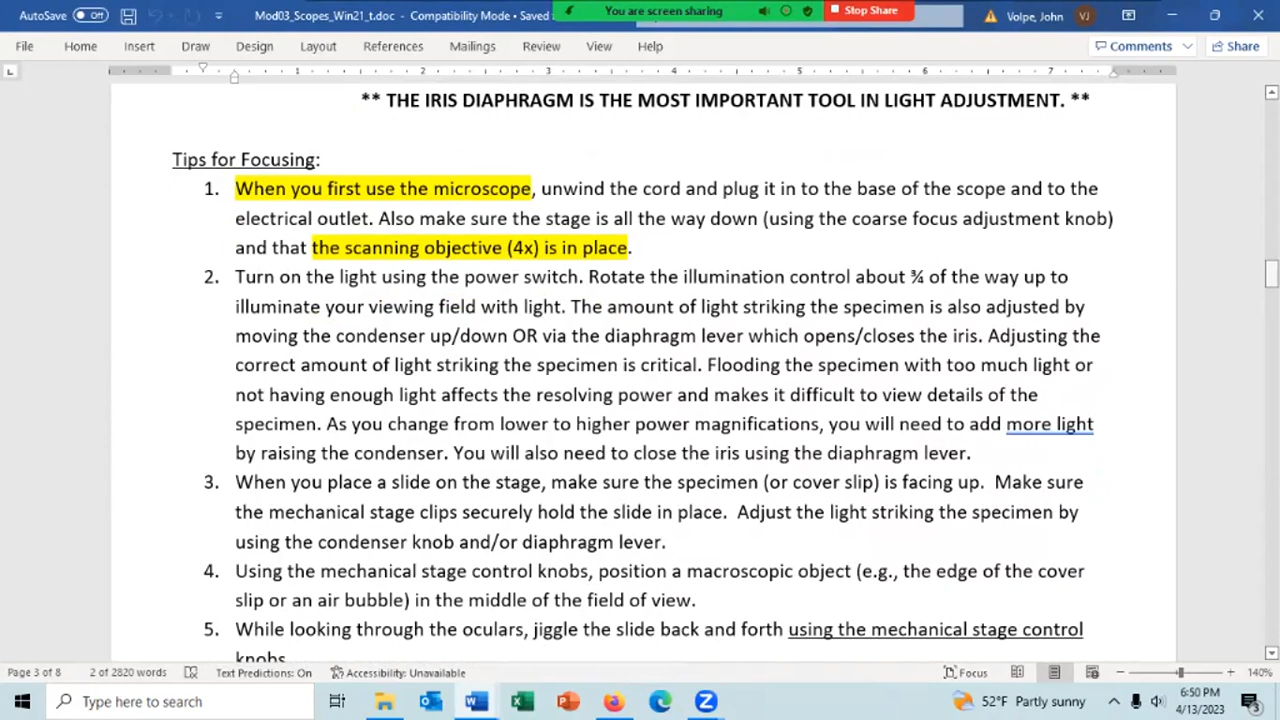 AutoSave Off Mod03_Scopes_Win21_t.doc - Compatibility Mode - Saved You are screen sharing Stop Share Volpe, John VJ
File Home Insert Draw Design Layout References Mailings Review View Help Comments Share
1 2 3 4 5 6 7
** THE IRIS DIAPHRAGM IS THE MOST IMPORTANT TOOL IN LIGHT ADJUSTMENT. **
Tips for Focusing:
1. When you first use the microscope, unwind the cord and plug it in to the base of the scope and to the
electrical outlet. Also make sure the stage is all the way down (using the coarse focus adjustment knob)
and that the scanning objective (4x) is in place.
2. Turn on the light using the power switch. Rotate the illumination control about ¾ of the way up to
illuminate your viewing field with light. The amount of light striking the specimen is also adjusted by
moving the condenser up/down OR via the diaphragm lever which opens/closes the iris. Adjusting the
correct amount of light striking the specimen is critical. Flooding the specimen with too much light or
not having enough light affects the resolving power and makes it difficult to view details of the
specimen. As you change from lower to higher power magnifications, you will need to add more light
by raising the condenser. You will also need to close the iris using the diaphragm lever.
3. When you place a slide on the stage, make sure the specimen (or cover slip) is facing up. Make sure
the mechanical stage clips securely hold the slide in place. Adjust the light striking the specimen by
using the condenser knob and/or diaphragm lever.
4. Using the mechanical stage control knobs, position a macroscopic object (e.g., the edge of the cover
slip or an air bubble) in the middle of the field of view.
5. While looking through the oculars, jiggle the slide back and forth using the mechanical stage control
knobs
Page 3 of 8 2 of 2820 words Text Predictions: On Accessibility: Unavailable Focus 140%
Type here to search 52°F Partly sunny 6:50 PM
4/13/2023 3